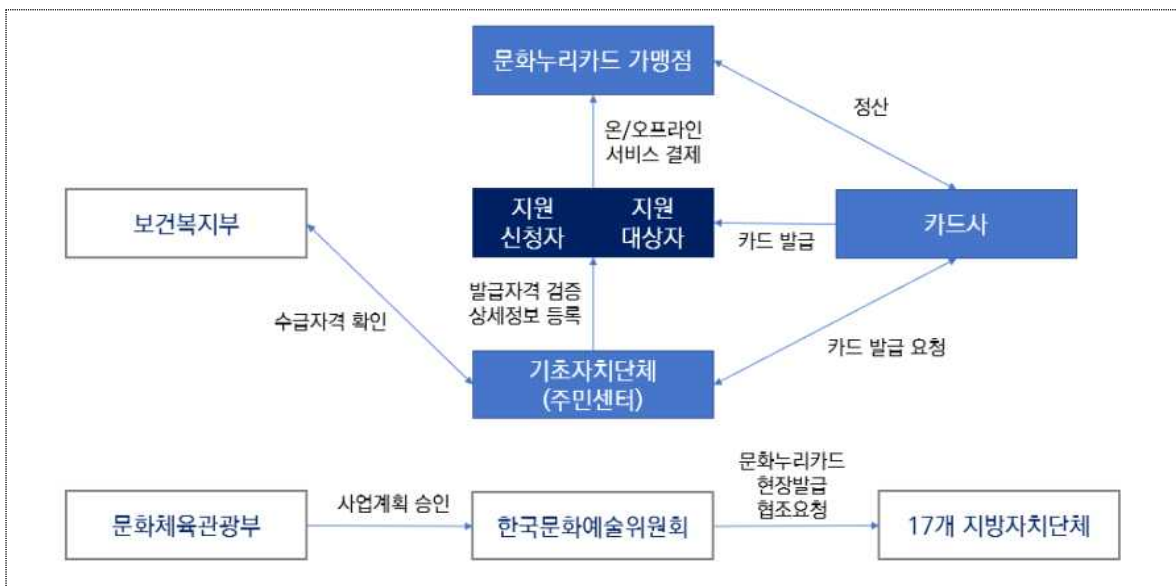 문화누리카드 가맹점
정산
온/오프라인
서비스 결제
보건복지부
지원 지원
신청자 대상자
카드 발급
카드사
발급자격 검증
상세정보 등록
수급자격 확인
카드 발급 요청
기초자치단체
(주민센터)
문화체육관광부
사업계획 승인
한국문화예술위원회
문화누리카드
현장발급
협조요청
17개 지방자치단체